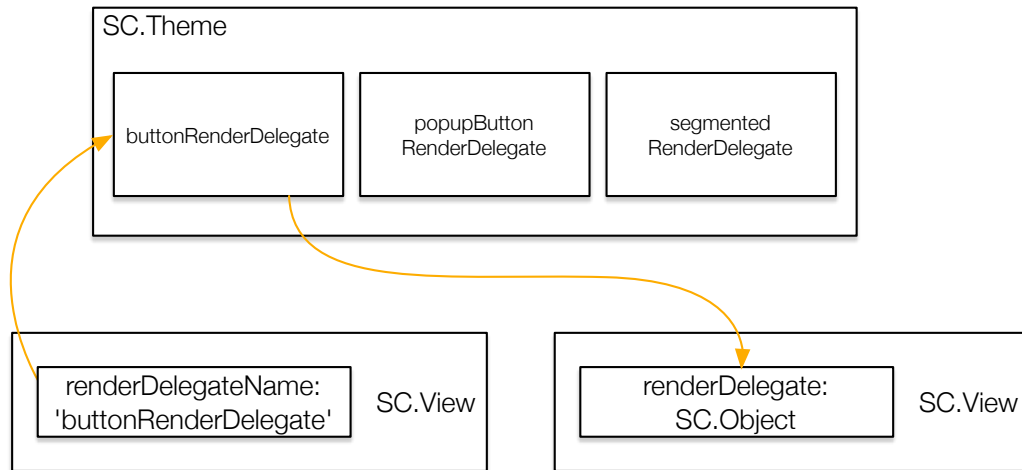 SC.Theme
buttonRenderDelegate
popupButton
RenderDelegate
segmented
RenderDelegate
renderDelegateName:
'buttonRenderDelegate'
SC.View
renderDelegate:
SC.Object
SC.View